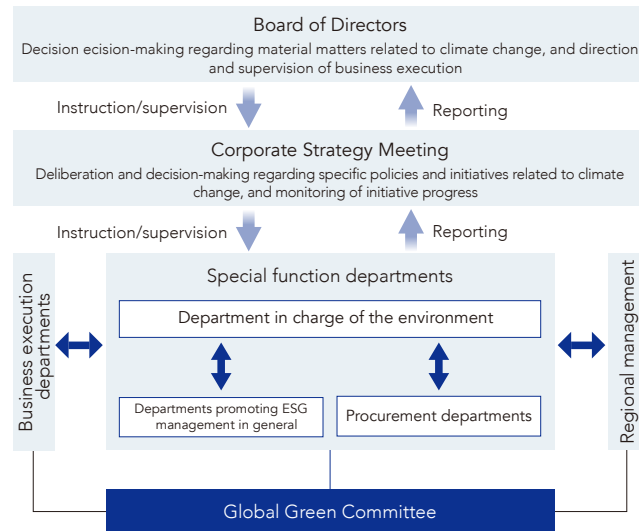 Board of Directors
Decision ecision-making regarding material matters related to climate change, and direction
and supervision of business execution
Instruction/supervision
Reporting
Corporate Strategy Meeting
Deliberation and decision-making regarding specific policies and initiatives related to climate
change, and monitoring of initiative progress
Instruction/supervision
Reporting
Business execution
departments
Special function departments
Department in charge of the environment
Departments promoting ESG
management in general
Procurement departments
Regional management
Global Green Committee